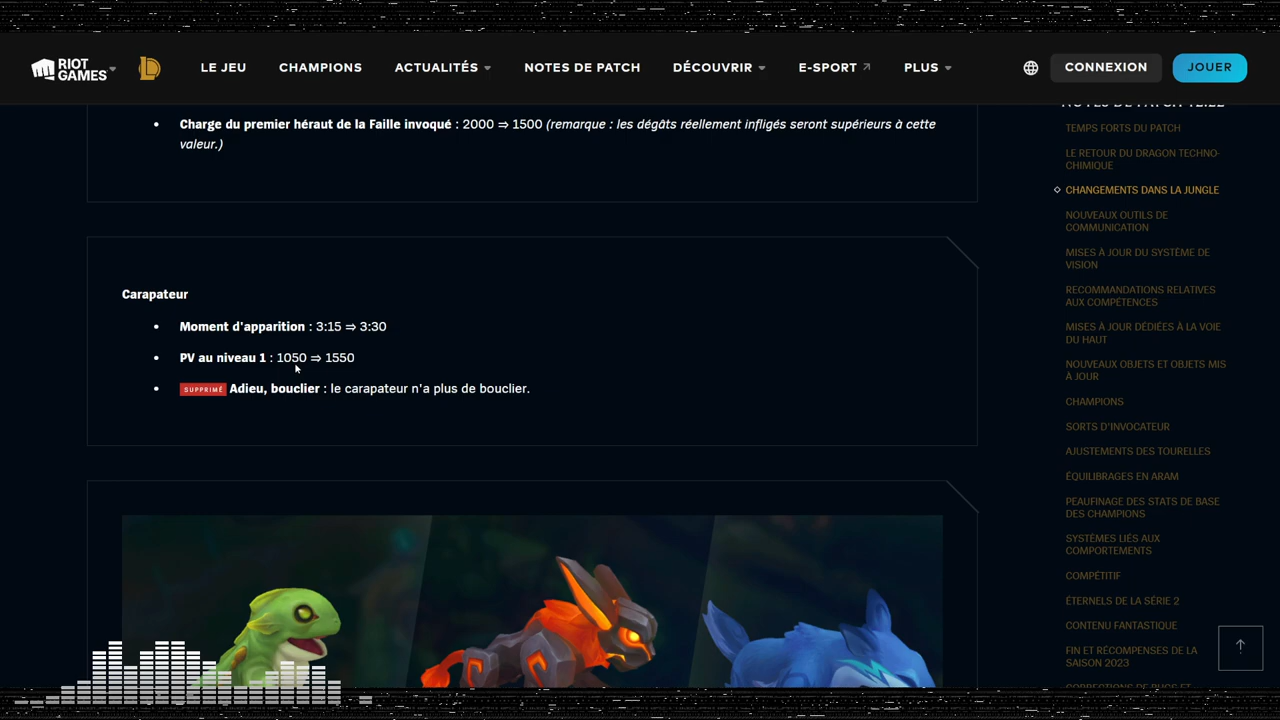 RIOT GAMES
LE JEU
CHAMPIONS
ACTUALITÉS
NOTES DE PATCH
DÉCOUVRIR
E-SPORT
PLUS
CONNEXION
JOUER
• Charge du premier héraut de la Faille invoqué : 2000 ⇒ 1500 (remarque : les dégâts réellement infligés seront supérieurs à cette
valeur.)
Carapateur
• Moment d'apparition : 3:15 ⇒ 3:30
• PV au niveau 1 : 1050 ⇒ 1550
• SUPPRIMÉ Adieu, bouclier : le carapateur n'a plus de bouclier.
TEMPS FORTS DU PATCH
LE RETOUR DU DRAGON TECHNO-
CHIMIQUE
CHANGEMENTS DANS LA JUNGLE
NOUVEAUX OUTILS DE
COMMUNICATION
MISES À JOUR DU SYSTÈME DE
VISION
RECOMMANDATIONS RELATIVES
AUX COMPÉTENCES
MISES À JOUR DÉDIÉES À LA VOIE
DU HAUT
NOUVEAUX OBJETS ET OBJETS MIS
À JOUR
CHAMPIONS
SORTS D'INVOCATEUR
AJUSTEMENTS DES TOURELLES
ÉQUILIBRAGES EN ARAM
PEAUFINAGE DES STATS DE BASE
DES CHAMPIONS
SYSTÈMES LIÉS AUX
COMPORTEMENTS
COMPÉTITIF
ÉTERNELS DE LA SÉRIE 2
CONTENU FANTASTIQUE
FIN ET RÉCOMPENSES DE LA
SAISON 2023